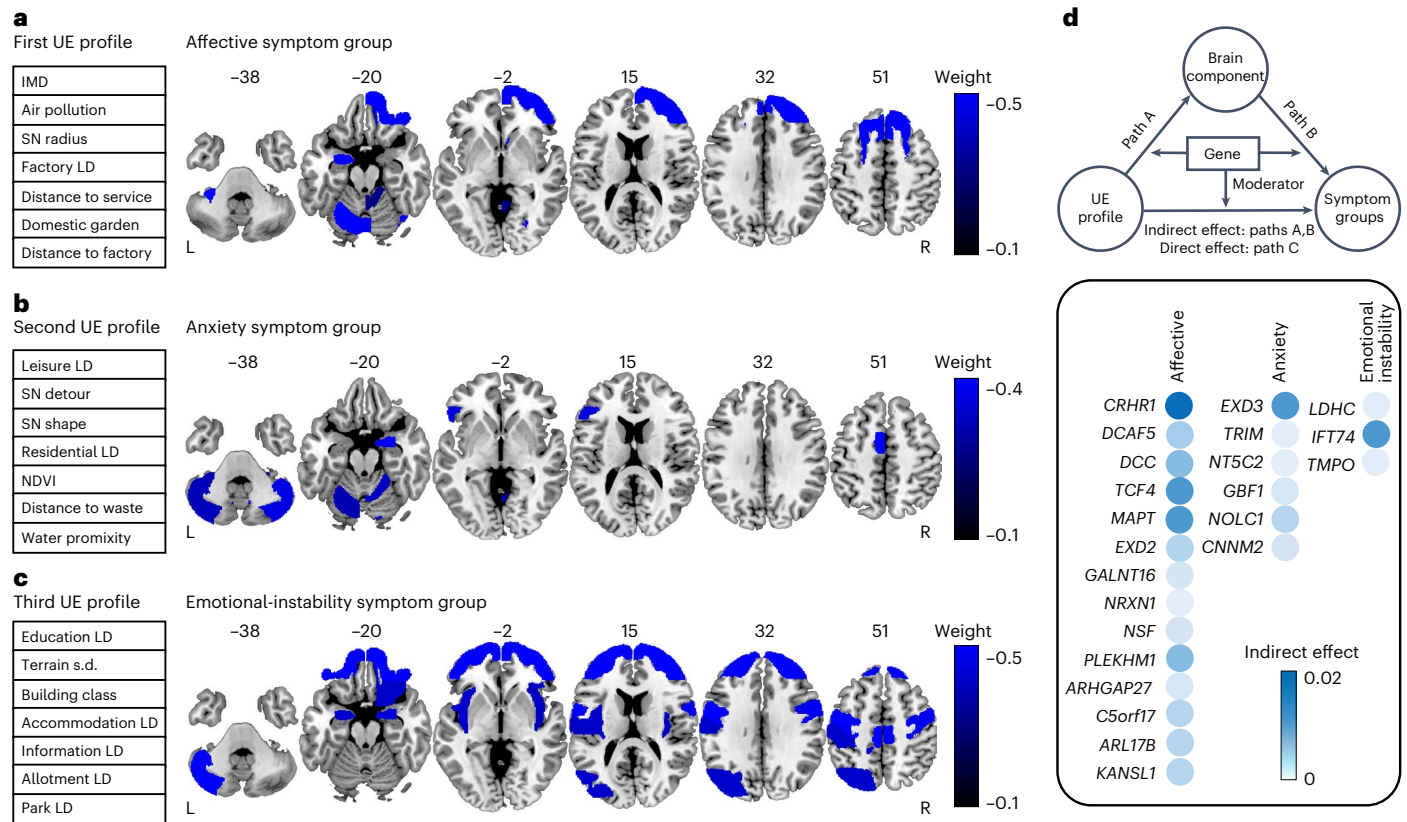 a
First UE profile
Affective symptom group
IMD
Air pollution
SN radius
Factory LD
Distance to service
Domestic garden
Distance to factory
–38
–20
–2
15
32
51
Weight
–0.5
–0.1
L
R
b
Second UE profile
Anxiety symptom group
Leisure LD
SN detour
SN shape
Residential LD
NDVI
Distance to waste
Water promixity
–38
–20
–2
15
32
51
Weight
–0.4
–0.1
L
R
c
Third UE profile
Emotional-instability symptom group
Education LD
Terrain s.d.
Building class
Accommodation LD
Information LD
Allotment LD
Park LD
–38
–20
–2
15
32
51
Weight
–0.5
–0.1
L
R
d
Brain
component
Path A
Path B
Gene
Moderator
UE
profile
Symptom
groups
Indirect effect: paths A,B
Direct effect: path C
Affective
Anxiety
Emotional
instability
CRHR1
DCAF5
DCC
TCF4
MAPT
EXD2
GALNT16
NRXN1
NSF
PLEKHM1
ARHGAP27
C5orf17
ARL17B
KANSL1
EXD3
TRIM
NT5C2
GBF1
NOLC1
CNNM2
LDHC
IFT74
TMPO
Indirect effect
0.02
0